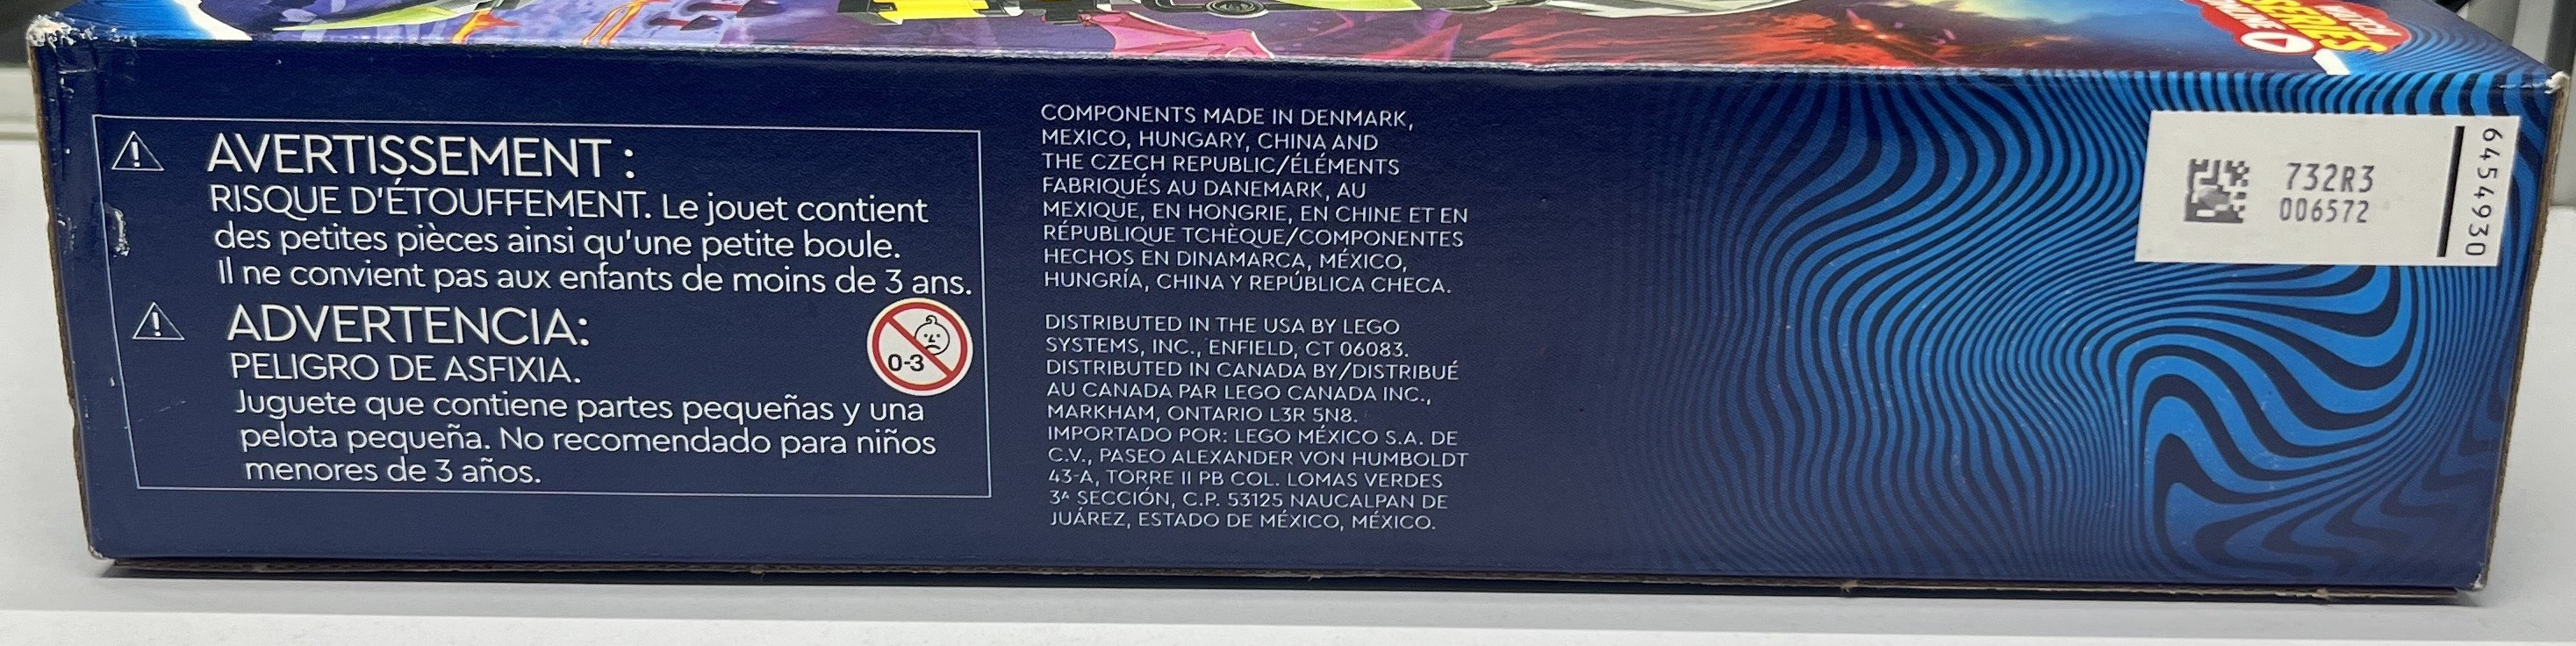 WATCH
SERIES
ONLINE
AVERTISSEMENT :
RISQUE D'ÉTOUFFEMENT. Le jouet contient
des petites pièces ainsi qu'une petite boule.
Il ne convient pas aux enfants de moins de 3 ans.
ADVERTENCIA:
PELIGRO DE ASFIXIA.
Juguete que contiene partes pequeñas y una
pelota pequeña. No recomendado para niños
menores de 3 años.
0-3
COMPONENTS MADE IN DENMARK,
MEXICO, HUNGARY, CHINA AND
THE CZECH REPUBLIC/ÉLÉMENTS
FABRIQUÉS AU DANEMARK, AU
MEXIQUE, EN HONGRIE, EN CHINE ET EN
RÉPUBLIQUE TCHÈQUE/COMPONENTES
HECHOS EN DINAMARCA, MÉXICO,
HUNGRÍA, CHINA Y REPÚBLICA CHECA.
DISTRIBUTED IN THE USA BY LEGO
SYSTEMS, INC., ENFIELD, CT 06083.
DISTRIBUTED IN CANADA BY/DISTRIBUÉ
AU CANADA PAR LEGO CANADA INC.,
MARKHAM, ONTARIO L3R 5N8.
IMPORTADO POR: LEGO MÉXICO S.A. DE
C.V., PASEO ALEXANDER VON HUMBOLDT
43-A, TORRE II PB COL. LOMAS VERDES
3ᴬ SECCIÓN, C.P. 53125 NAUCALPAN DE
JUÁREZ, ESTADO DE MÉXICO, MÉXICO.
732R3
006572
6454930